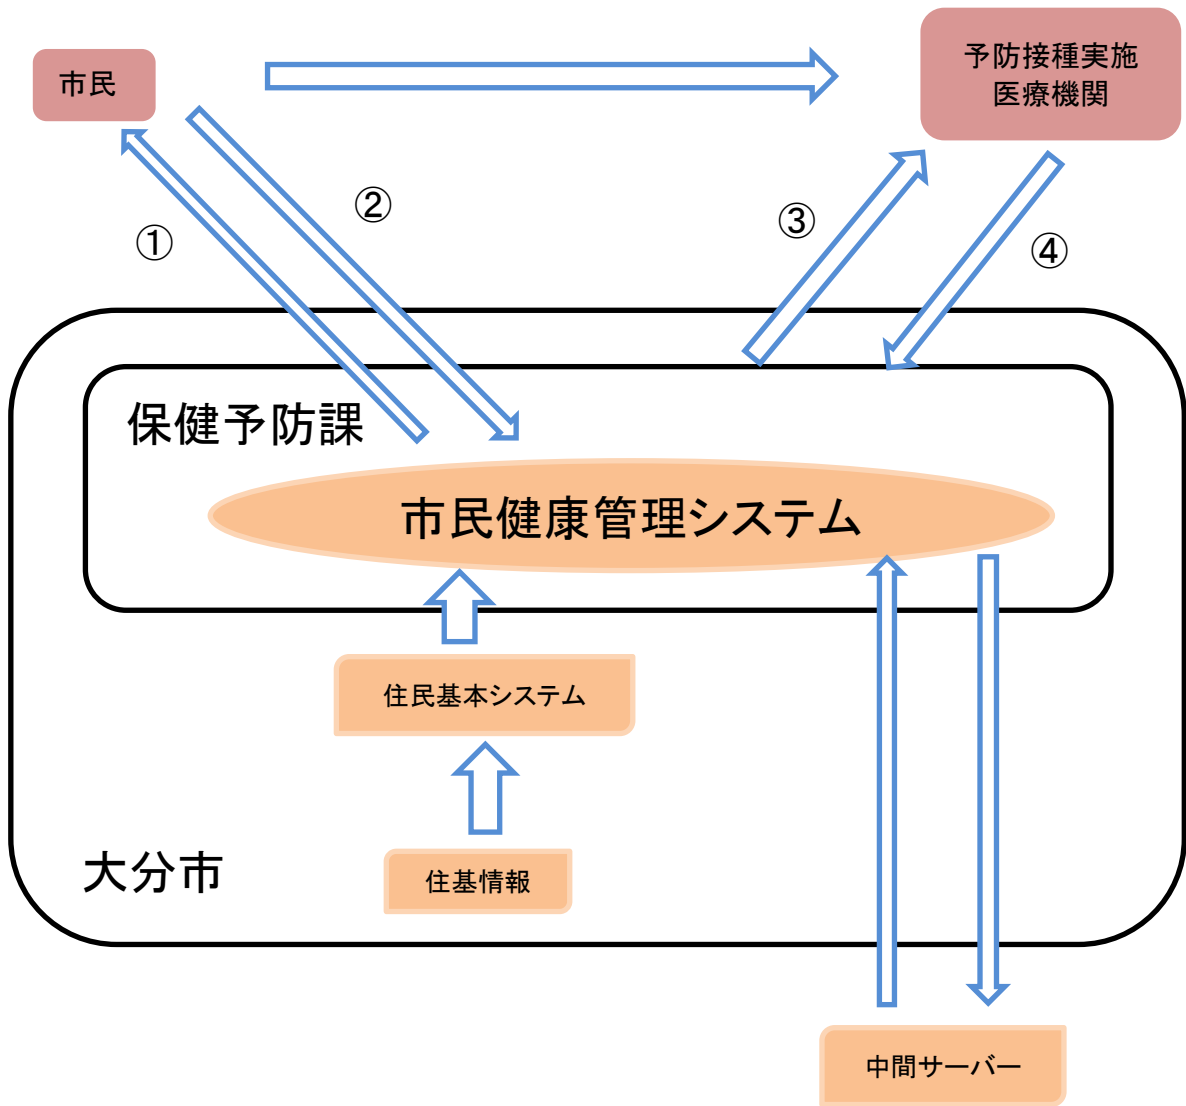 市民
予防接種実施
医療機関
①
②
③
④
保健予防課
市民健康管理システム
住民基本システム
住基情報
大分市
中間サーバー